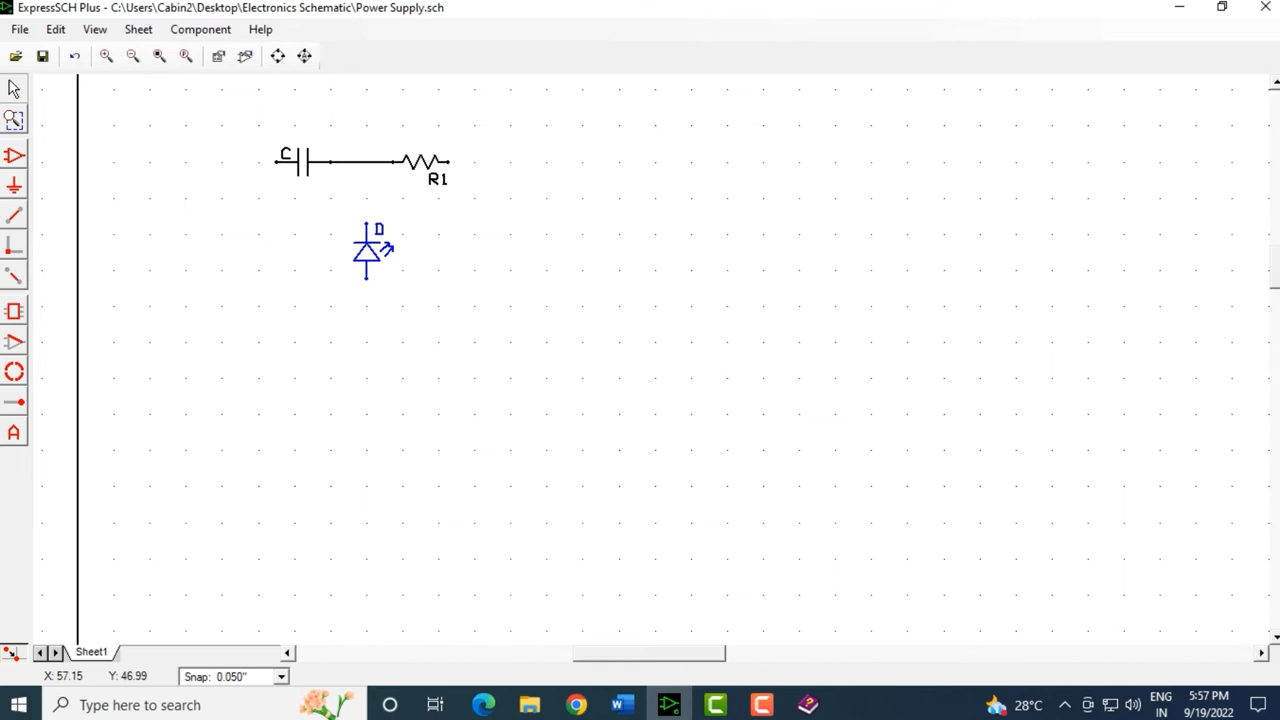 ExpressSCH Plus - C:\Users\Cabin2\Desktop\Electronics Schematic\Power Supply.sch
File Edit View Sheet Component Help
C
R1
D
A
Sheet1
X: 57.15 Y: 46.99 Snap: 0.050"
Type here to search
28°C
ENG
IN
5:57 PM
9/19/2022